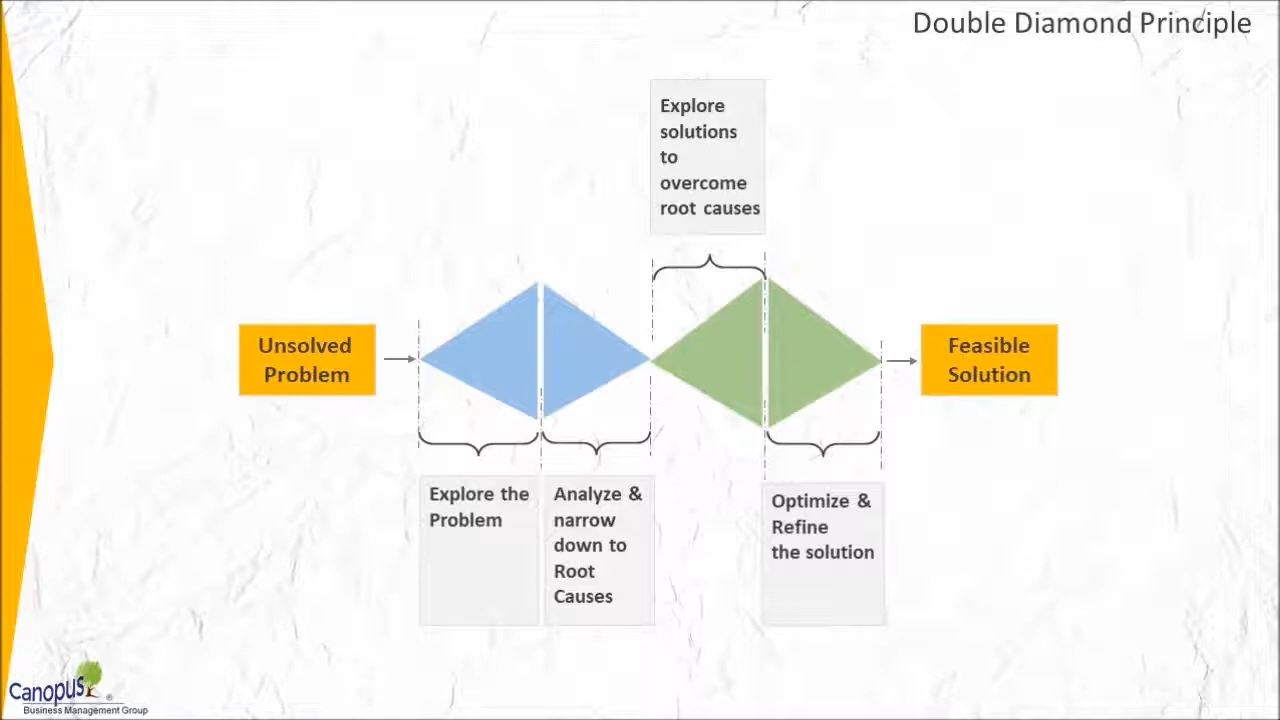 Double Diamond Principle
Explore
solutions
to
overcome
root causes
Unsolved
Problem
Feasible
Solution
Explore the
Problem
Analyze &
narrow
down to
Root
Causes
Optimize &
Refine
the solution
Canopus ®
Business Management Group